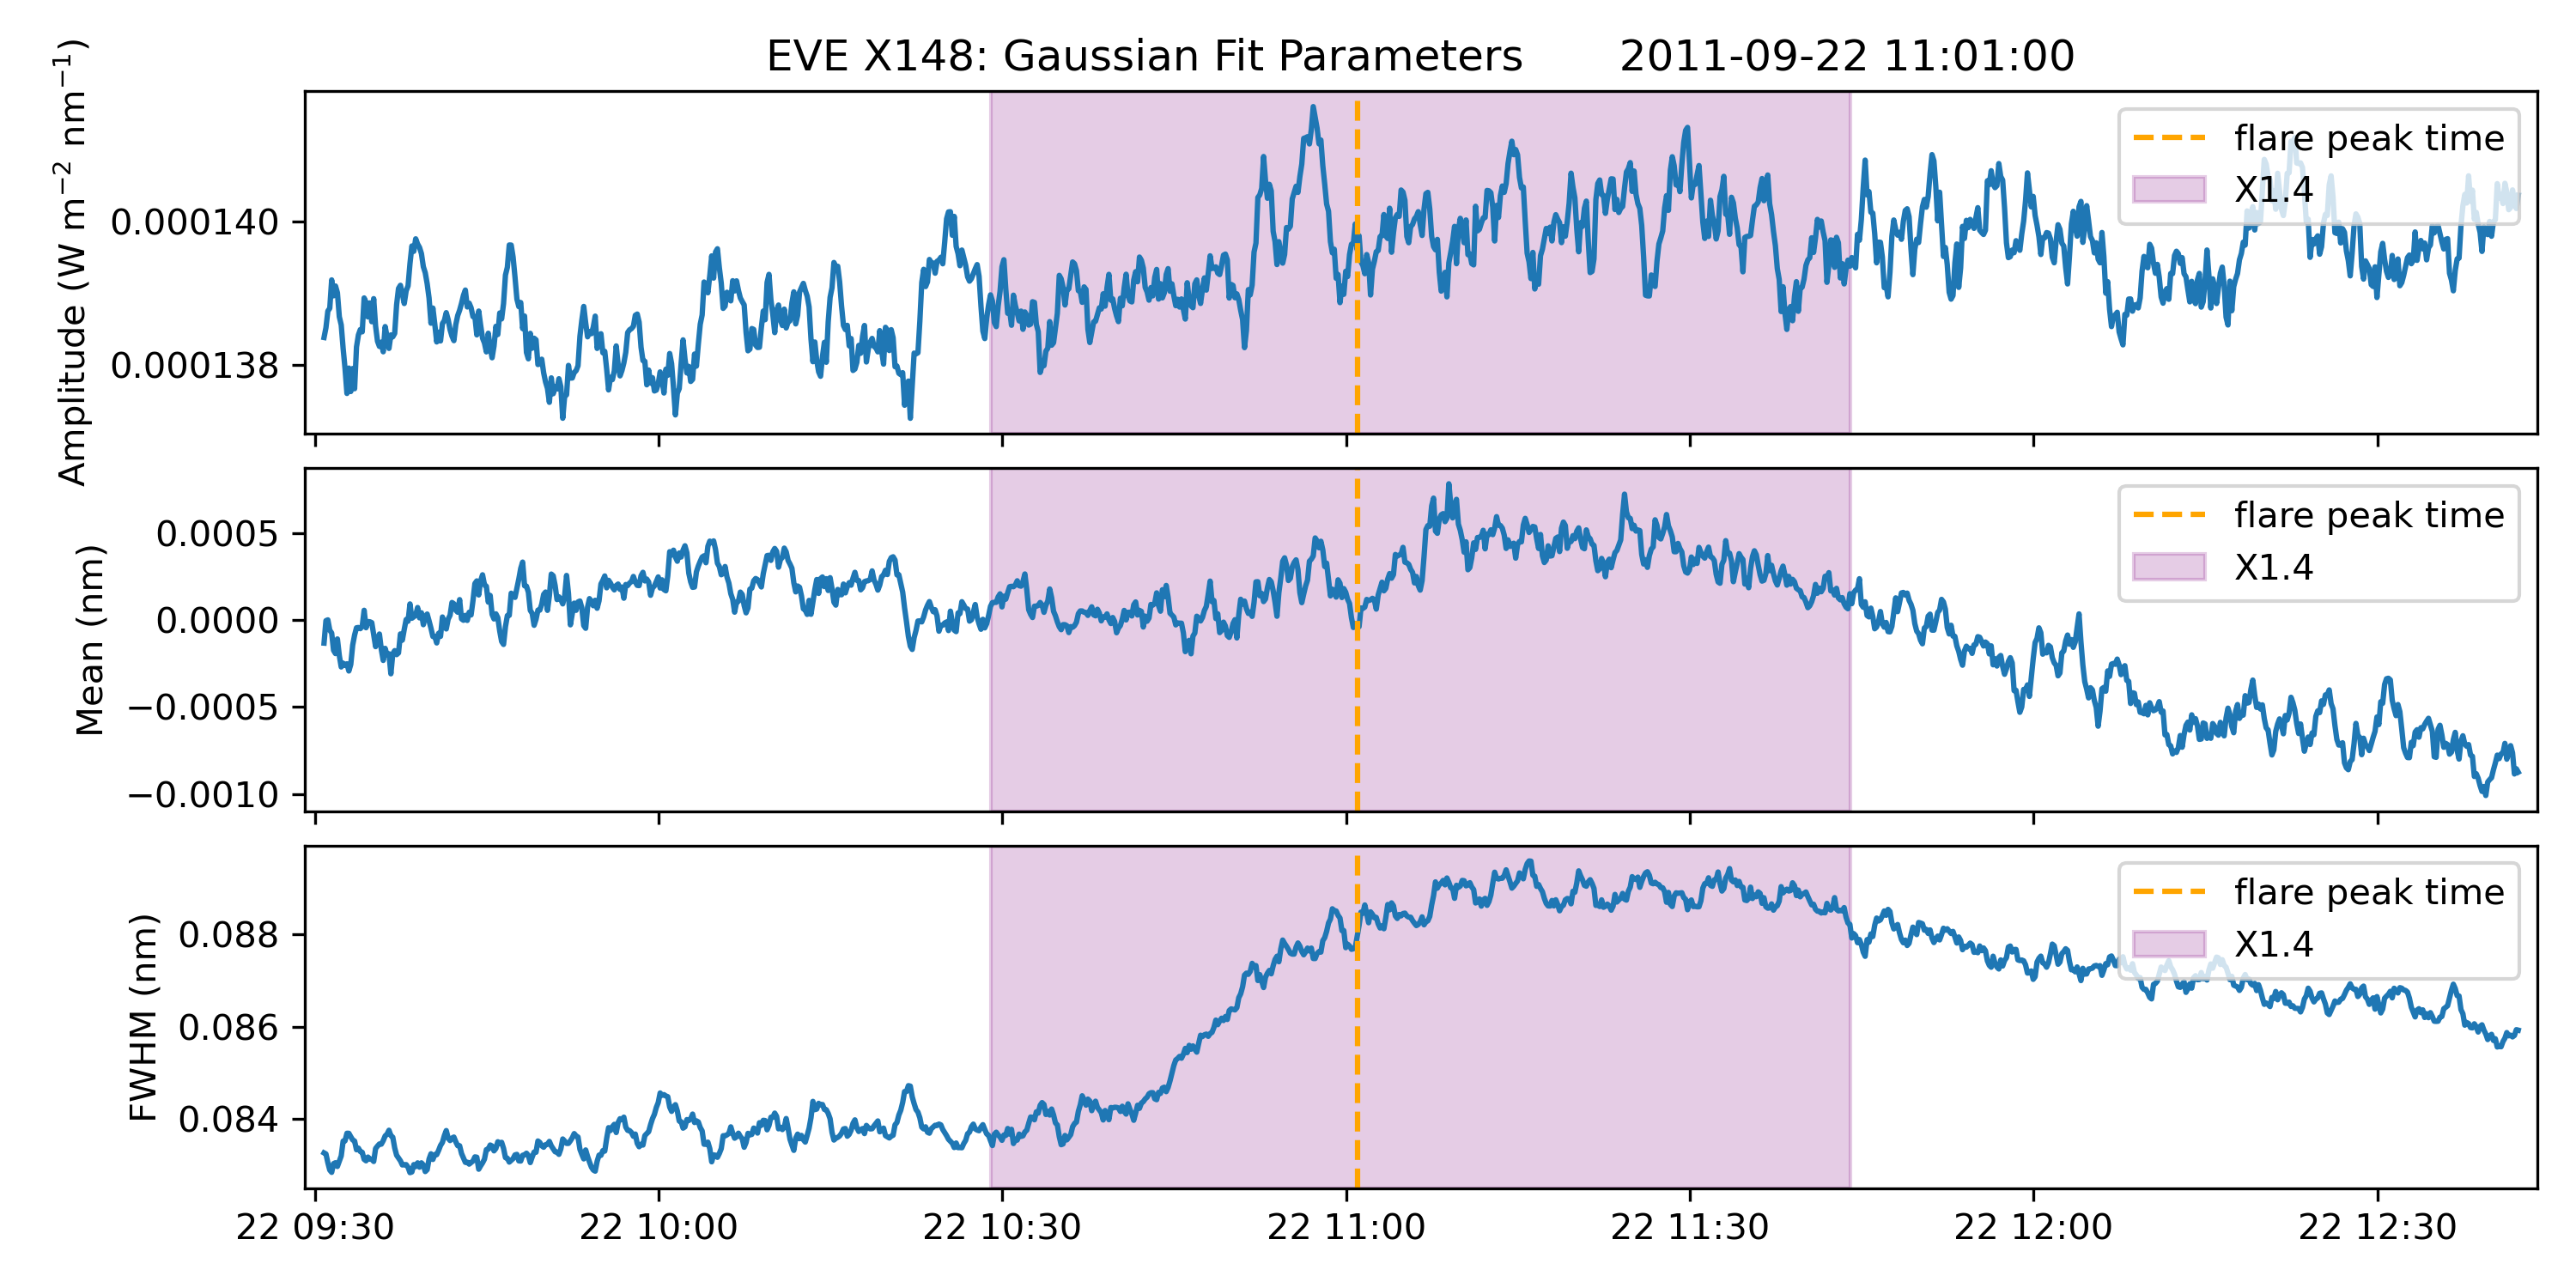 EVE X148: Gaussian Fit Parameters 2011-09-22 11:01:00
Amplitude (W m⁻² nm⁻¹)
0.000140
0.000138
flare peak time
X1.4
Mean (nm)
0.0005
0.0000
−0.0005
−0.0010
flare peak time
X1.4
FWHM (nm)
0.088
0.086
0.084
flare peak time
X1.4
22 09:30 22 10:00 22 10:30 22 11:00 22 11:30 22 12:00 22 12:30